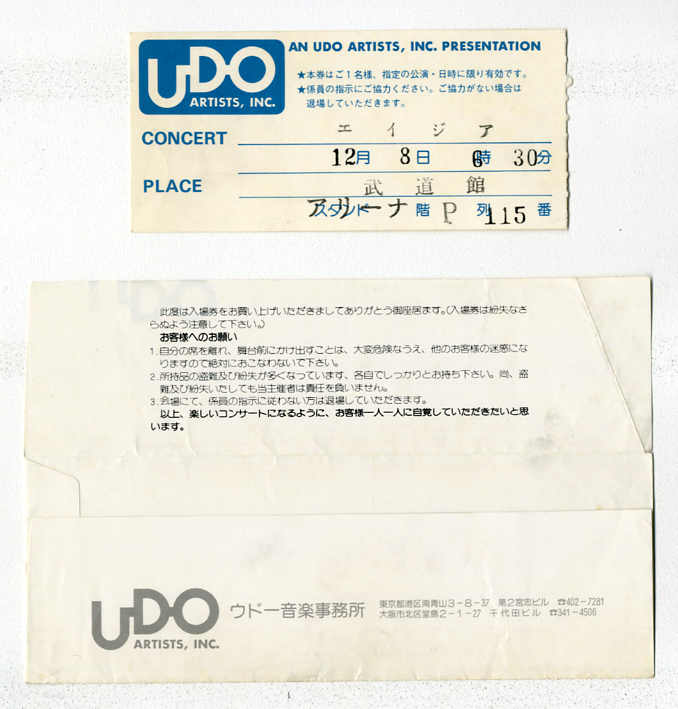 UDO
ARTISTS, INC.
AN UDO ARTISTS, INC. PRESENTATION
★本券はご1名様、指定の公演・日時に限り有効です。
★係員の指示にご協力ください。ご協力がない場合は
退場していただきます。
CONCERT エイジア
12月 8日 6時 30分
PLACE 武道館
スタンド アリーナ 階 P 列 115 番
UDO
此度は入場券をお買い上げいただきましてありがとう御座居ます。(入場券は紛失なさ
らぬよう注意して下さい。)
お客様へのお願い
1.自分の席を離れ、舞台前にかけ出すことは、大変危険なうえ、他のお客様の迷惑にな
りますので絶対におこなわないで下さい。
2.所持品の盗難及び紛失が多くなっています、各自でしっかりとお持ち下さい。尚、盗
難及び紛失いたしても当主催者は責任を負いません。
3.会場にて、係員の指示に従わない方は退場していただきます。
以上、楽しいコンサートになるように、お客様一人一人に自覚していただきたいと思
います。
UDO
ARTISTS, INC.
ウドー音楽事務所
東京都港区南青山3-8-37 第2宮忠ビル ☎402-7281
大阪市北区堂島2-1-27 千代田ビル ☎341-4506